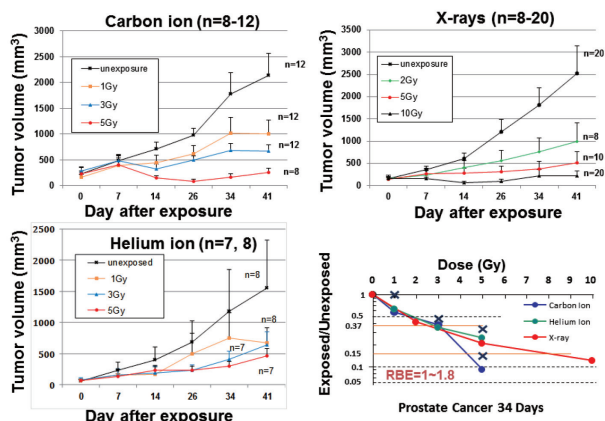 Carbon ion (n=8-12)
Tumor volume (mm3)
3000
2500
2000
1500
1000
500
0
unexposure
1Gy
3Gy
5Gy
n=12
n=12
n=12
n=8
0 7 14 26 34 41
Day after exposure
X-rays (n=8-20)
Tumor volume (mm3)
3500
3000
2500
2000
1500
1000
500
0
unexposure
2Gy
5Gy
10Gy
n=20
n=8
n=10
n=20
0 7 14 26 34 41
Day after exposure
Helium ion (n=7, 8)
Tumor volume (mm3)
2500
2000
1500
1000
500
0
unexposed
1Gy
3Gy
5Gy
n=8
n=8
n=7
n=7
0 7 14 26 34 41
Day after exposure
Dose (Gy)
0 1 2 3 4 5 6 7 8 9 10
Exposed/Unexposed
1
0.5
0.37
0.15
0.1
0.05
Carbon ion
Helium ion
X-ray
RBE=1~1.8
Prostate Cancer 34 Days